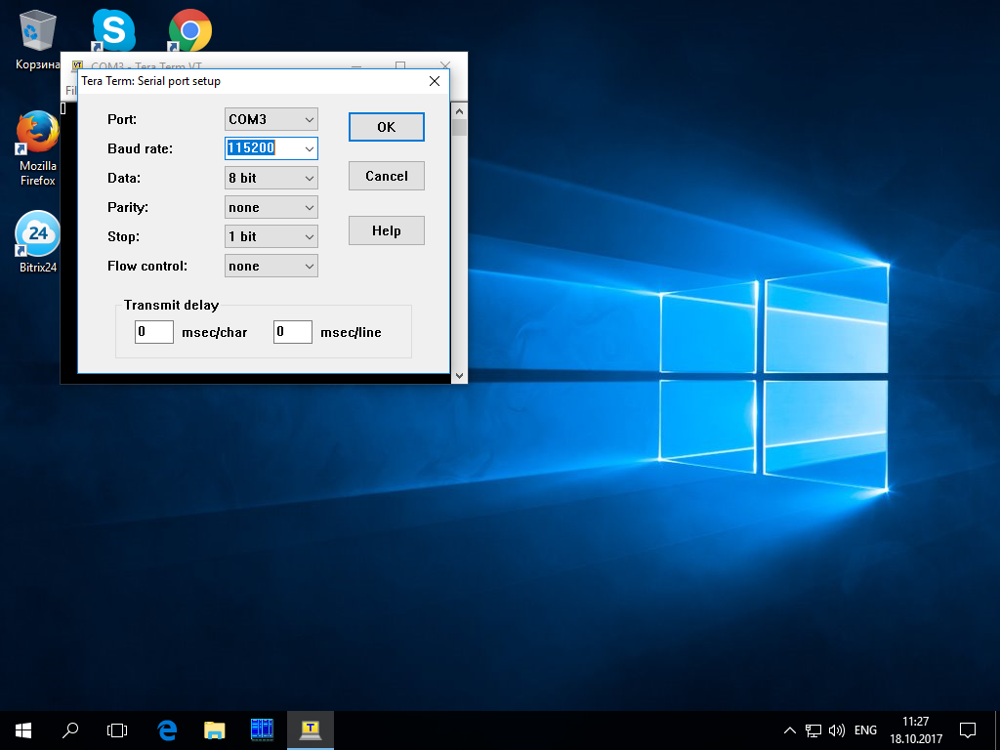 Корзина
COM3 - Tera Term VT
Fil
Tera Term: Serial port setup
Port:
COM3
OK
Baud rate:
115200
Data:
8 bit
Cancel
Parity:
none
Stop:
1 bit
Help
Flow control:
none
Transmit delay
0 msec/char
0 msec/line
Mozilla
Firefox
24
Bitrix24
ENG
11:27
18.10.2017